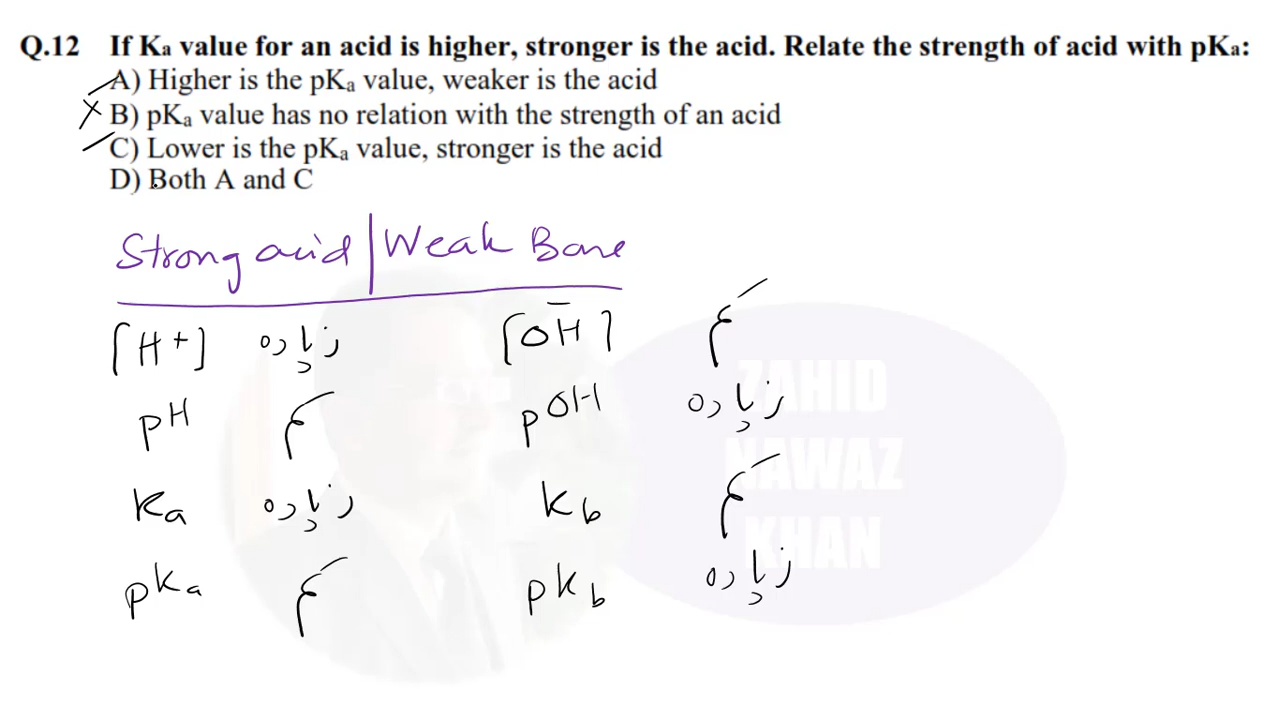 Q.12 If Ka value for an acid is higher, stronger is the acid. Relate the strength of acid with pKa:
A) Higher is the pKa value, weaker is the acid
B) pKa value has no relation with the strength of an acid
C) Lower is the pKa value, stronger is the acid
D) Both A and C
Strong acid | Weak Base
[H+] زیادہ [OH-] کم
pH کم pOH زیادہ
Ka زیادہ Kb کم
pKa کم pKb زیادہ
ZAHID
NAWAZ
KHAN